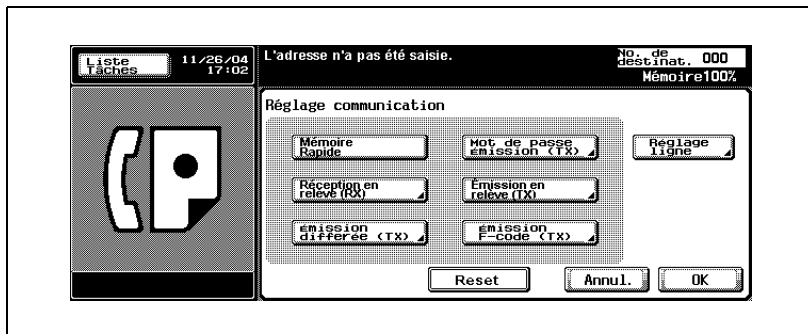 Liste
Tâches
11/26/04
17:02
L'adresse n'a pas été saisie.
No. de
destinat. 000
Mémoire100%
Réglage communication
Mémoire
Rapide
Mot de passe
émission (TX)
Réglage
ligne
Réception en
relève (RX)
Émission en
relève (TX)
émission
différée (TX)
émission
F-code (TX)
Reset
Annul.
OK